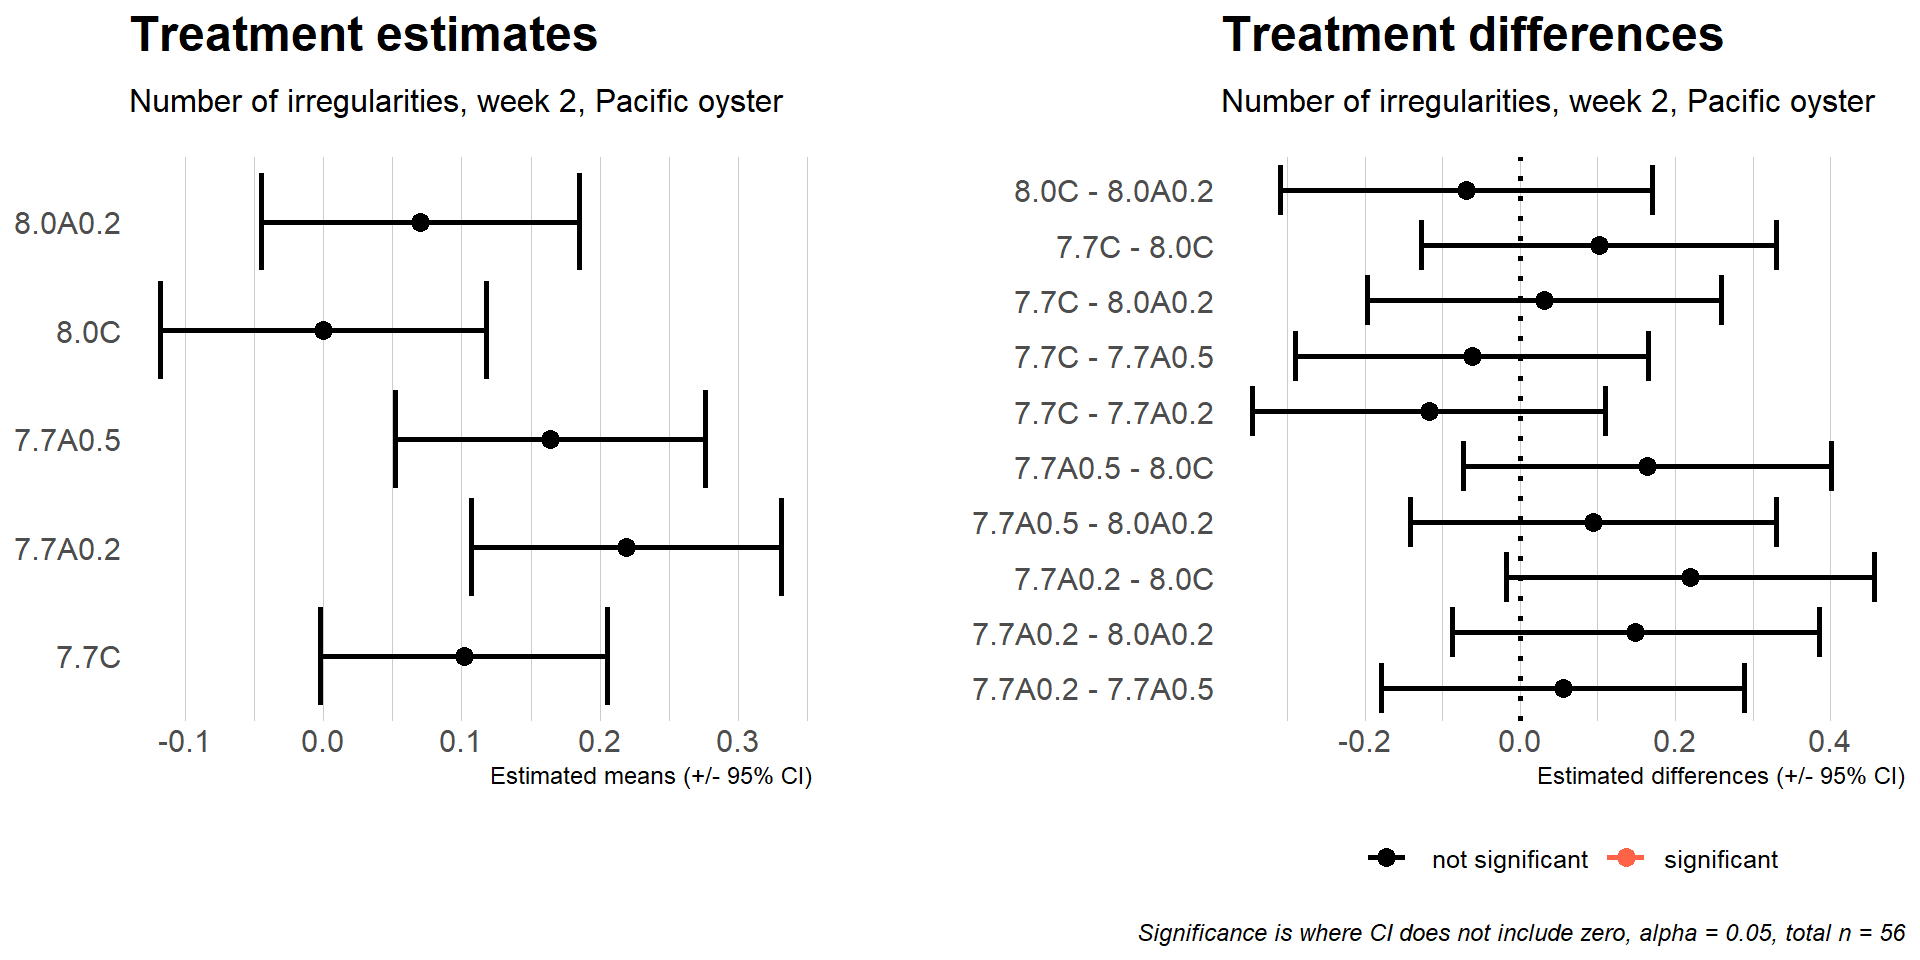 Treatment estimates
Number of irregularities, week 2, Pacific oyster
8.0A0.2
8.0C
7.7A0.5
7.7A0.2
7.7C
-0.1 0.0 0.1 0.2 0.3
Estimated means (+/- 95% CI)
Treatment differences
Number of irregularities, week 2, Pacific oyster
8.0C - 8.0A0.2
7.7C - 8.0C
7.7C - 8.0A0.2
7.7C - 7.7A0.5
7.7C - 7.7A0.2
7.7A0.5 - 8.0C
7.7A0.5 - 8.0A0.2
7.7A0.2 - 8.0C
7.7A0.2 - 8.0A0.2
7.7A0.2 - 7.7A0.5
-0.2 0.0 0.2 0.4
Estimated differences (+/- 95% CI)
not significant significant
Significance is where CI does not include zero, alpha = 0.05, total n = 56